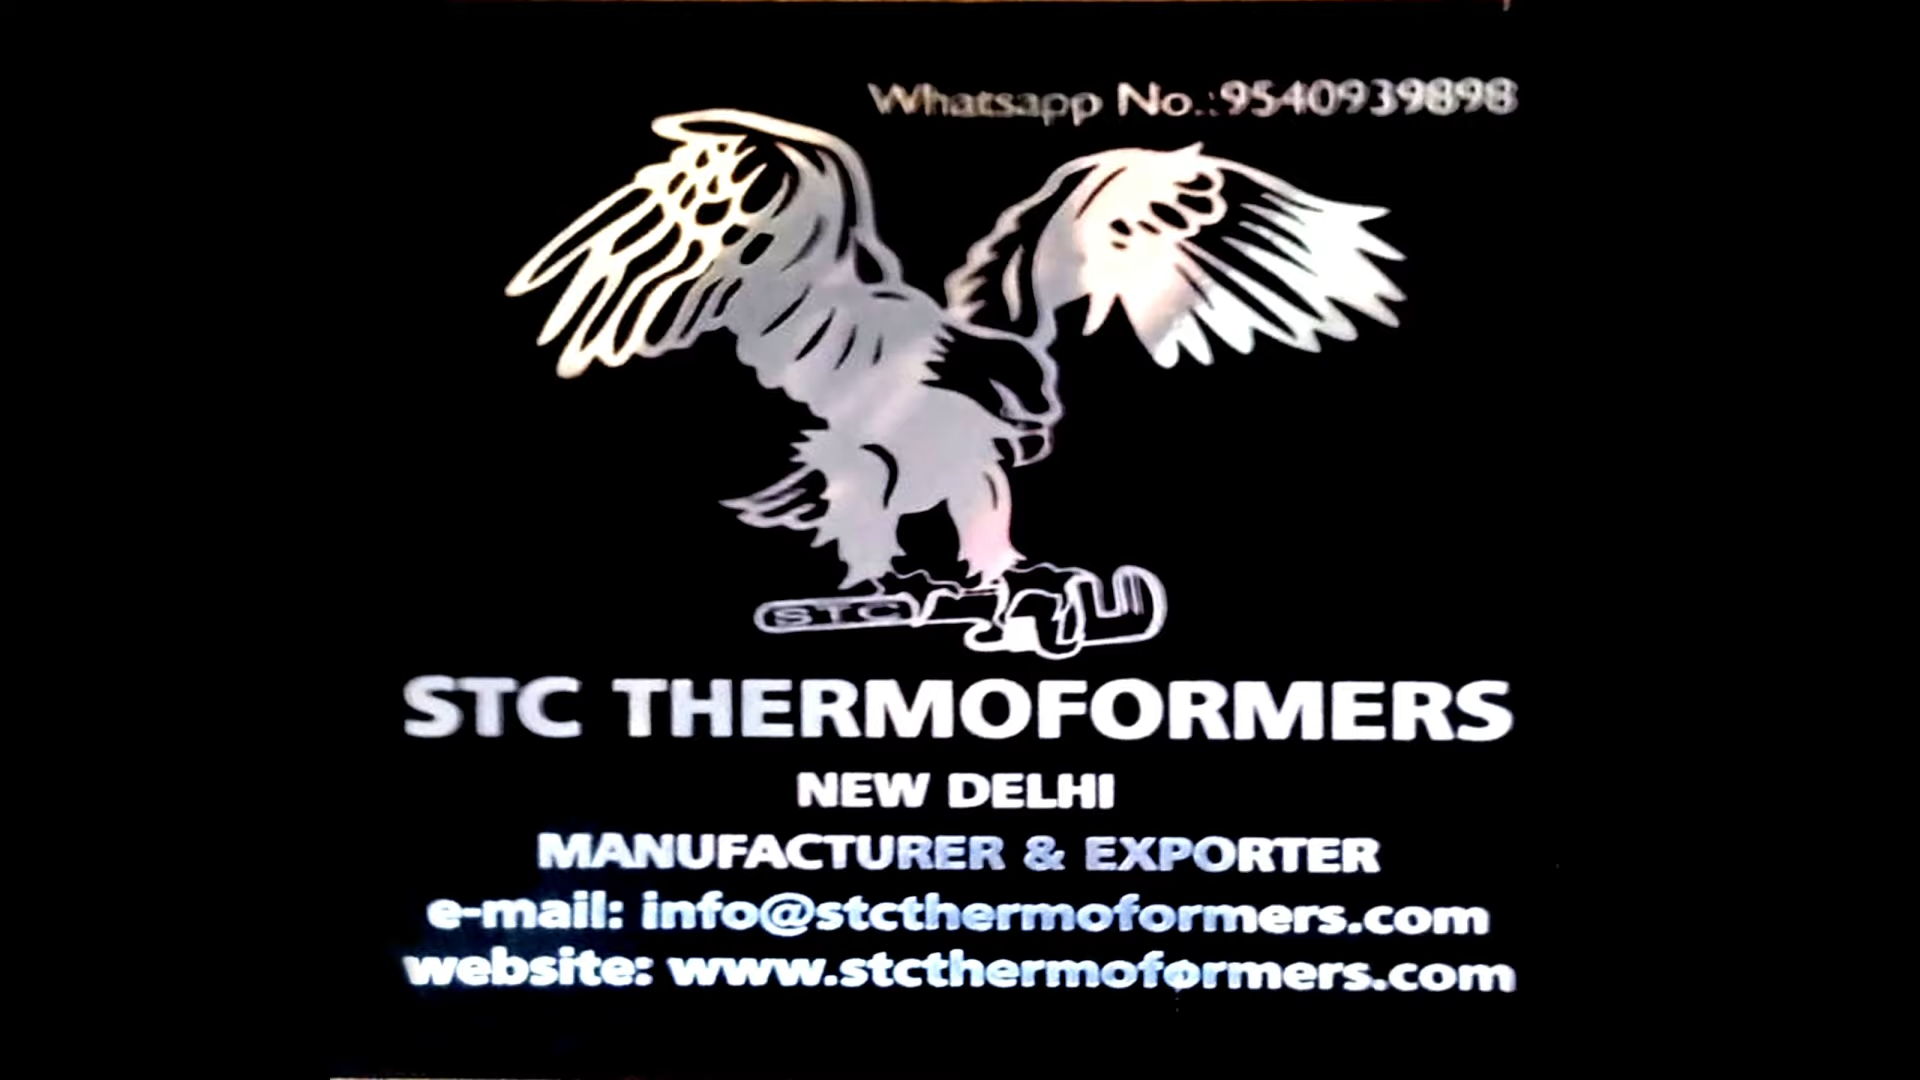 Whatsapp No.:9540939898
STC
STC THERMOFORMERS
NEW DELHI
MANUFACTURER & EXPORTER
e-mail: info@stcthermoformers.com
website: www.stcthermoformers.com